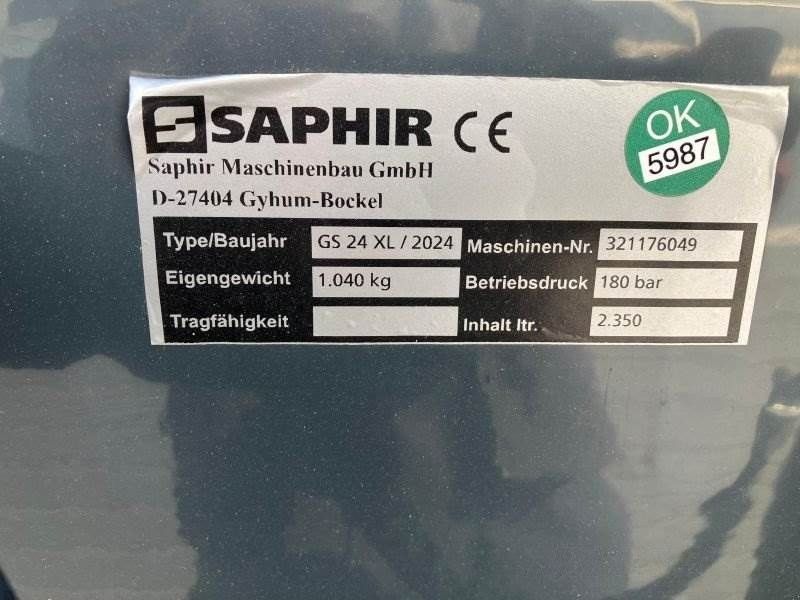 SAPHIR CE
OK
5987
Saphir Maschinenbau GmbH
D-27404 Gyhum-Bockel
Type/Baujahr GS 24 XL / 2024 Maschinen-Nr. 321176049
Eigengewicht 1.040 kg Betriebsdruck 180 bar
Tragfähigkeit Inhalt ltr. 2.350